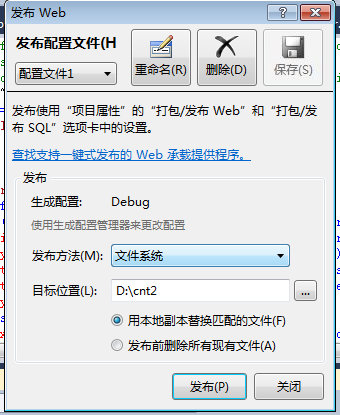 发布 Web
发布配置文件(H
配置文件1
重命名(R)
删除(D)
保存(S)
发布使用“项目属性”的“打包/发布 Web”和“打包/发
布 SQL”选项卡中的设置。
查找支持一键式发布的 Web 承载提供程序。
发布
生成配置: Debug
使用生成配置管理器来更改配置
发布方法(M): 文件系统
目标位置(L): D:\cnt2 ...
用本地副本替换匹配的文件(F)
发布前删除所有现有文件(A)
发布(P) 关闭